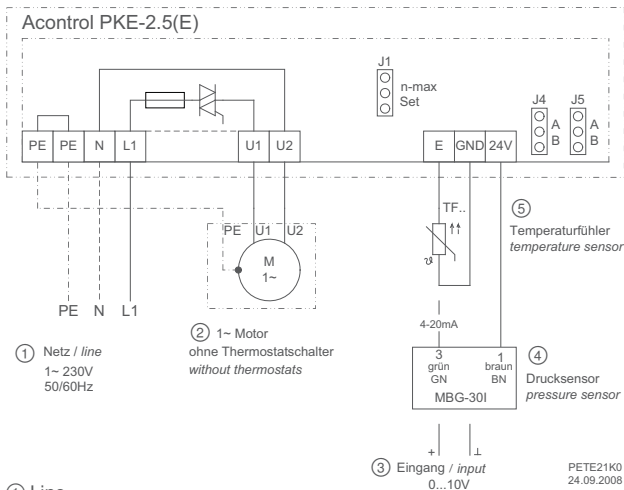 Acontrol PKE-2.5(E)
J1
n-max
Set
J4
A
B
J5
A
B
PE PE N L1 U1 U2 E GND 24V
PE U1 U2
M
1~
TF..
ϑ
⑤
Temperaturfühler
temperature sensor
PE N L1
① Netz / line
1~ 230V
50/60Hz
② 1~ Motor
ohne Thermostatschalter
without thermostats
4-20mA
3
grün
GN
1
braun
BN
MBG-30I
④
Drucksensor
pressure sensor
+ ⊥
③ Eingang / input
0...10V
PETE21K0
24.09.2008
① Line